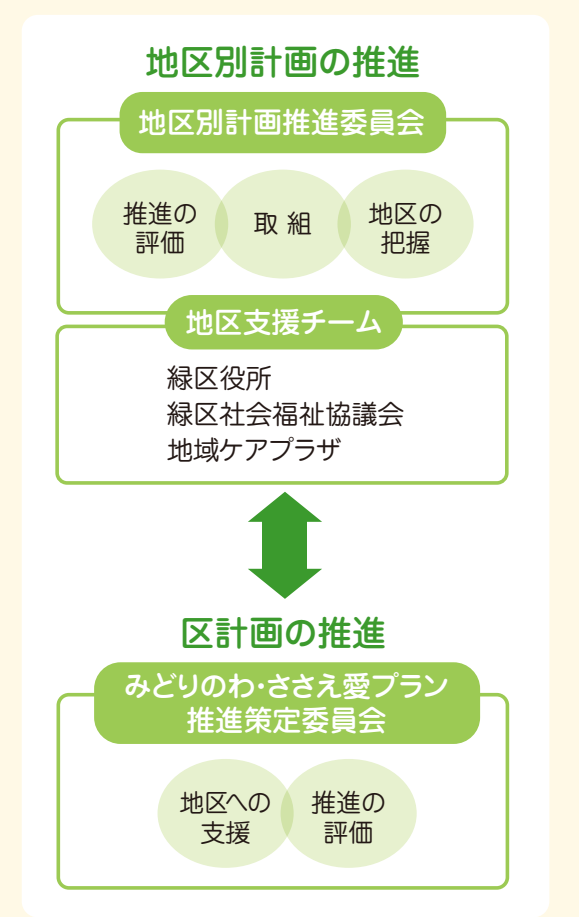 地区別計画の推進
地区別計画推進委員会
推進の
評価
取 組
地区の
把握
地区支援チーム
緑区役所
緑区社会福祉協議会
地域ケアプラザ
区計画の推進
みどりのわ・ささえ愛プラン
推進策定委員会
地区への
支援
推進の
評価